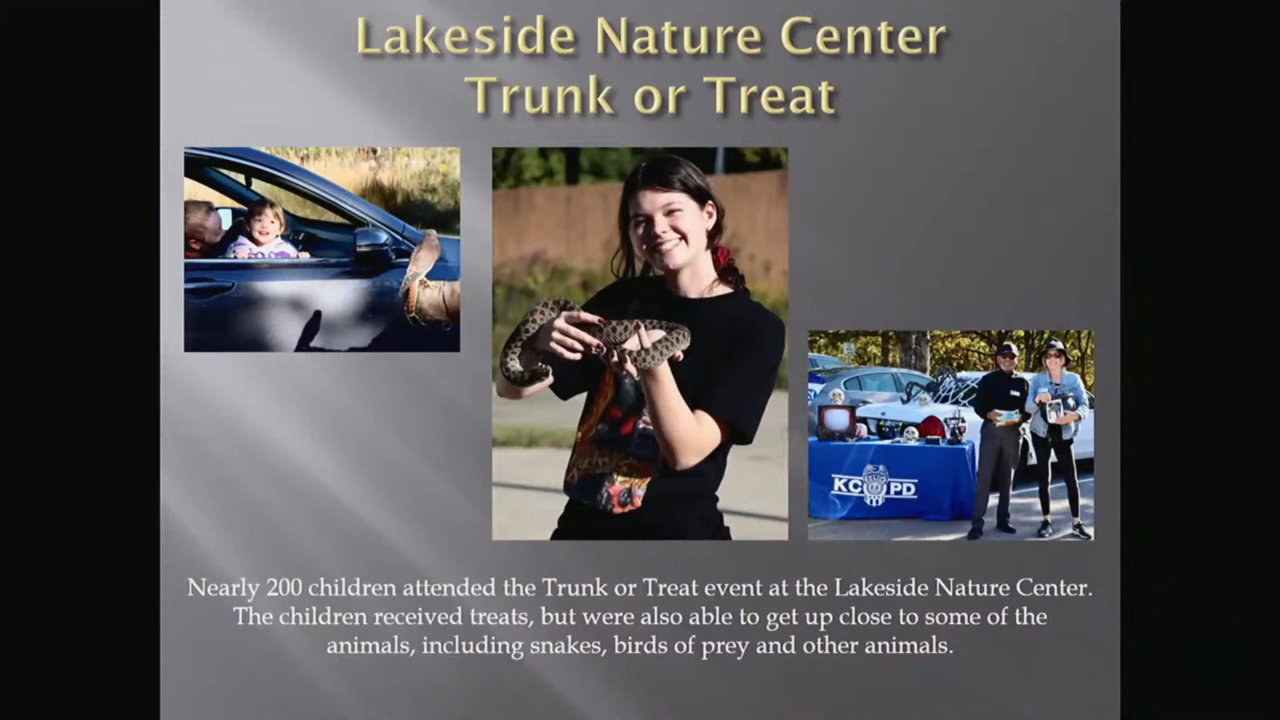 Lakeside Nature Center
Trunk or Treat
KC PD
Nearly 200 children attended the Trunk or Treat event at the Lakeside Nature Center.
The children received treats, but were also able to get up close to some of the
animals, including snakes, birds of prey and other animals.